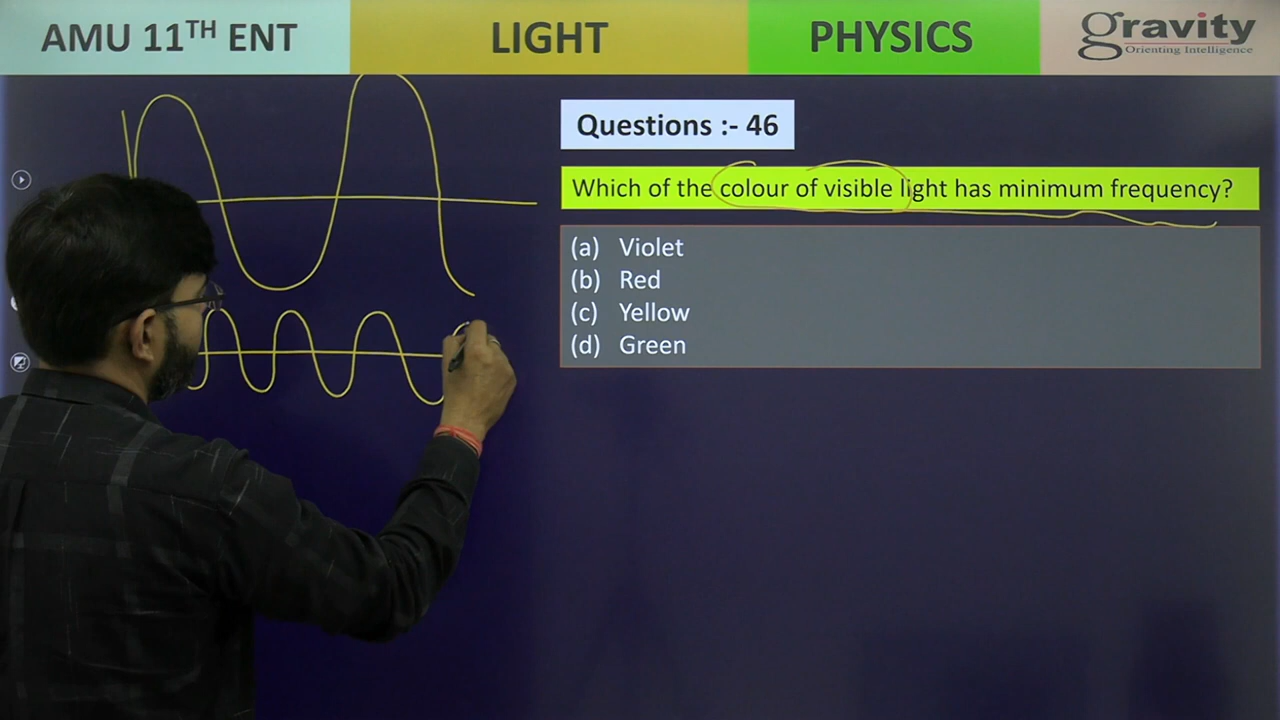 AMU 11TH ENT
LIGHT
PHYSICS
gravity
Orienting Intelligence
Questions :- 46
Which of the colour of visible light has minimum frequency?
(a) Violet
(b) Red
(c) Yellow
(d) Green